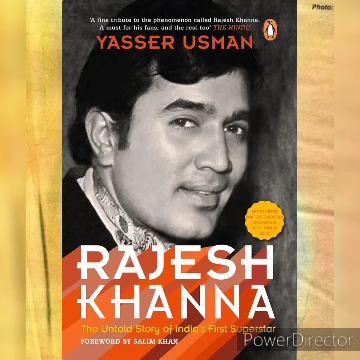 Photo:
'A fine tribute to the phenomenon called Rajesh Khanna.
A must for his fans; and the rest too' THE HINDU
YASSER USMAN
RAJESH
KHANNA
The Untold Story of India's First Superstar
FOREWORD BY SALIM KHAN
PowerDirector